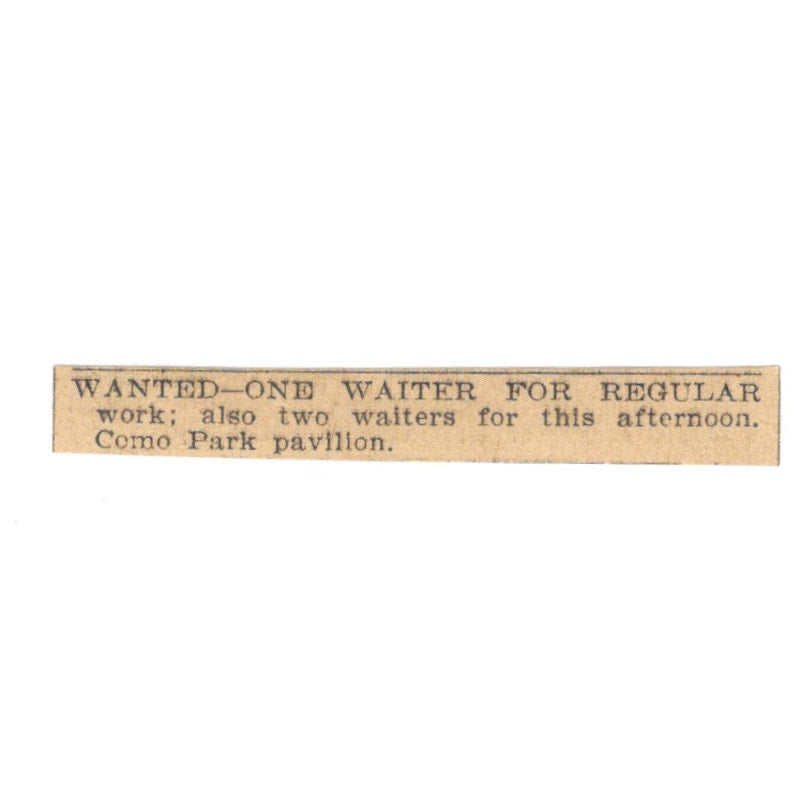 WANTED—ONE WAITER FOR REGULAR
work; also two waiters for this afternoon.
Como Park pavilion.